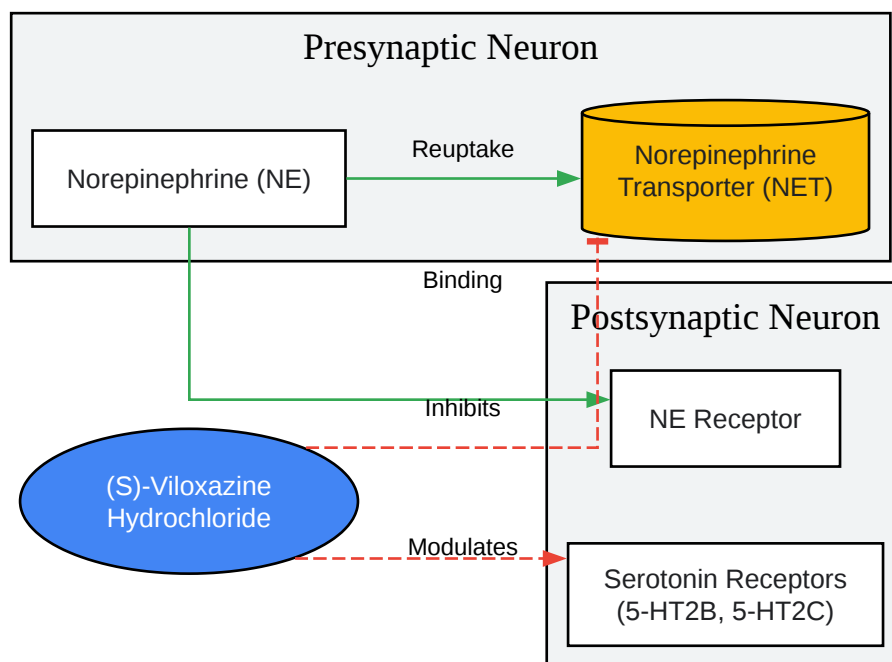 Presynaptic Neuron
Norepinephrine (NE)
Reuptake
Norepinephrine
Transporter (NET)
Binding
Postsynaptic Neuron
Inhibits
NE Receptor
(S)-Viloxazine
Hydrochloride
Modulates
Serotonin Receptors
(5-HT2B, 5-HT2C)